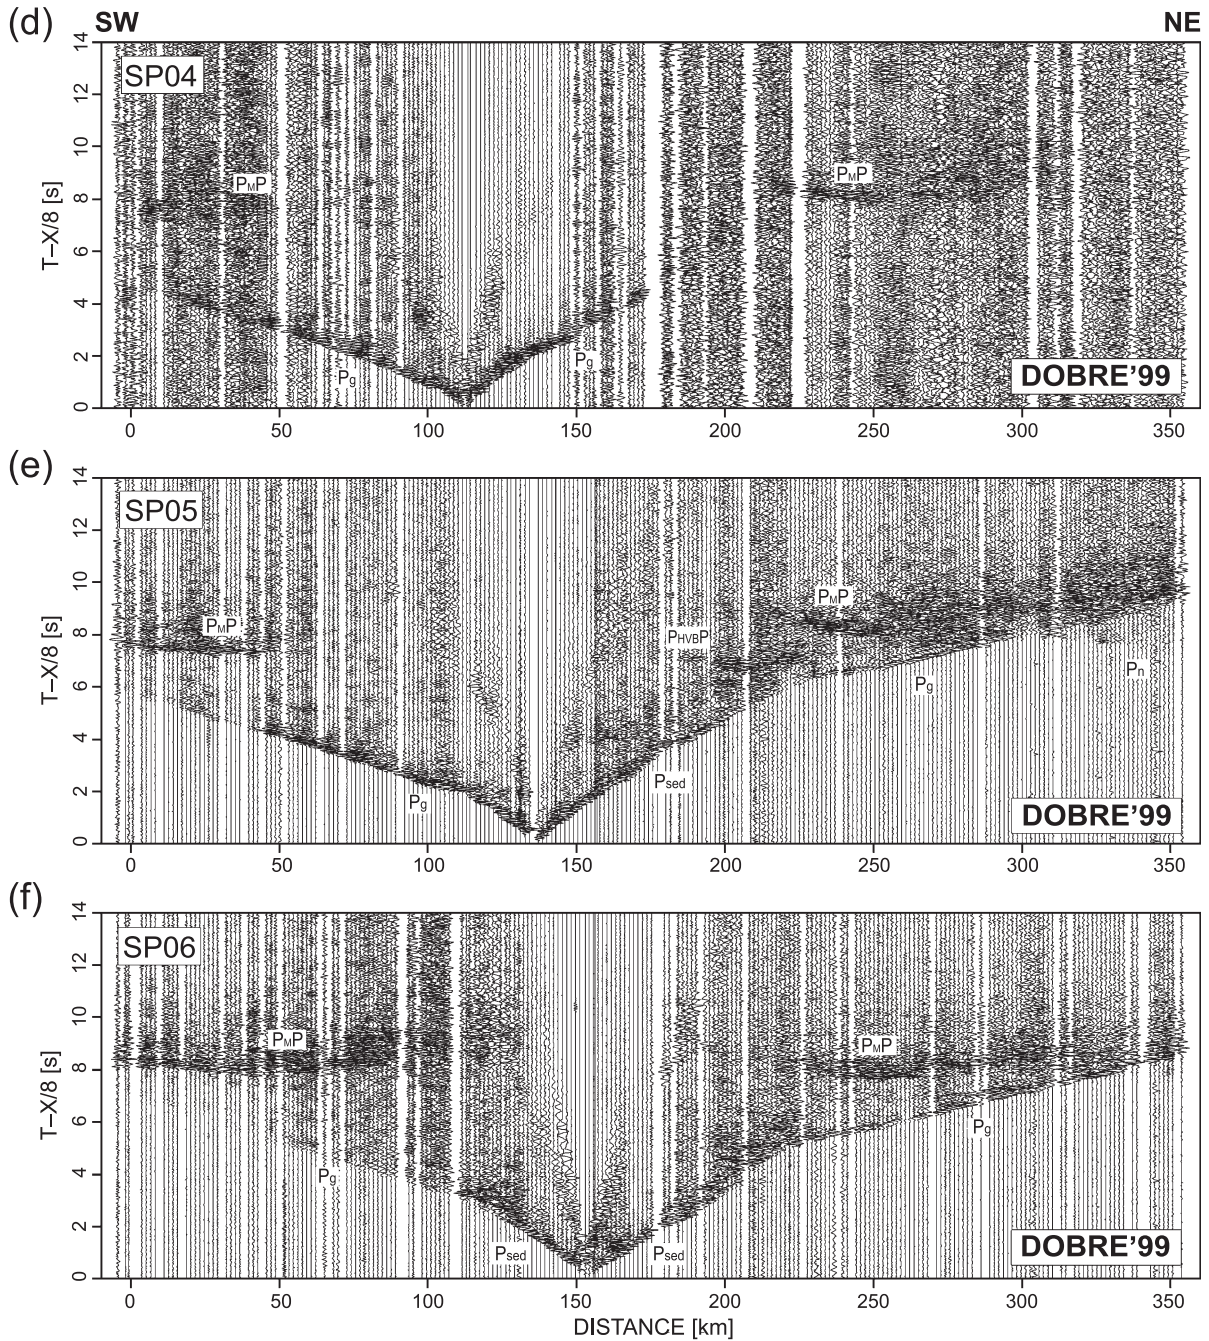 (d) SW NE
SP04
T–X/8 [s]
14
12
10
8
6
4
2
0
PMP PMP
Pg Pg
DOBRE'99
0 50 100 150 200 250 300 350
(e)
SP05
T–X/8 [s]
14
12
10
8
6
4
2
0
PMP PHVBP PMP
Pg Psed Pg Pn
DOBRE'99
0 50 100 150 200 250 300 350
(f)
SP06
T–X/8 [s]
14
12
10
8
6
4
2
0
PMP PMP
Pg Psed Psed Pg
DOBRE'99
0 50 100 150 200 250 300 350
DISTANCE [km]